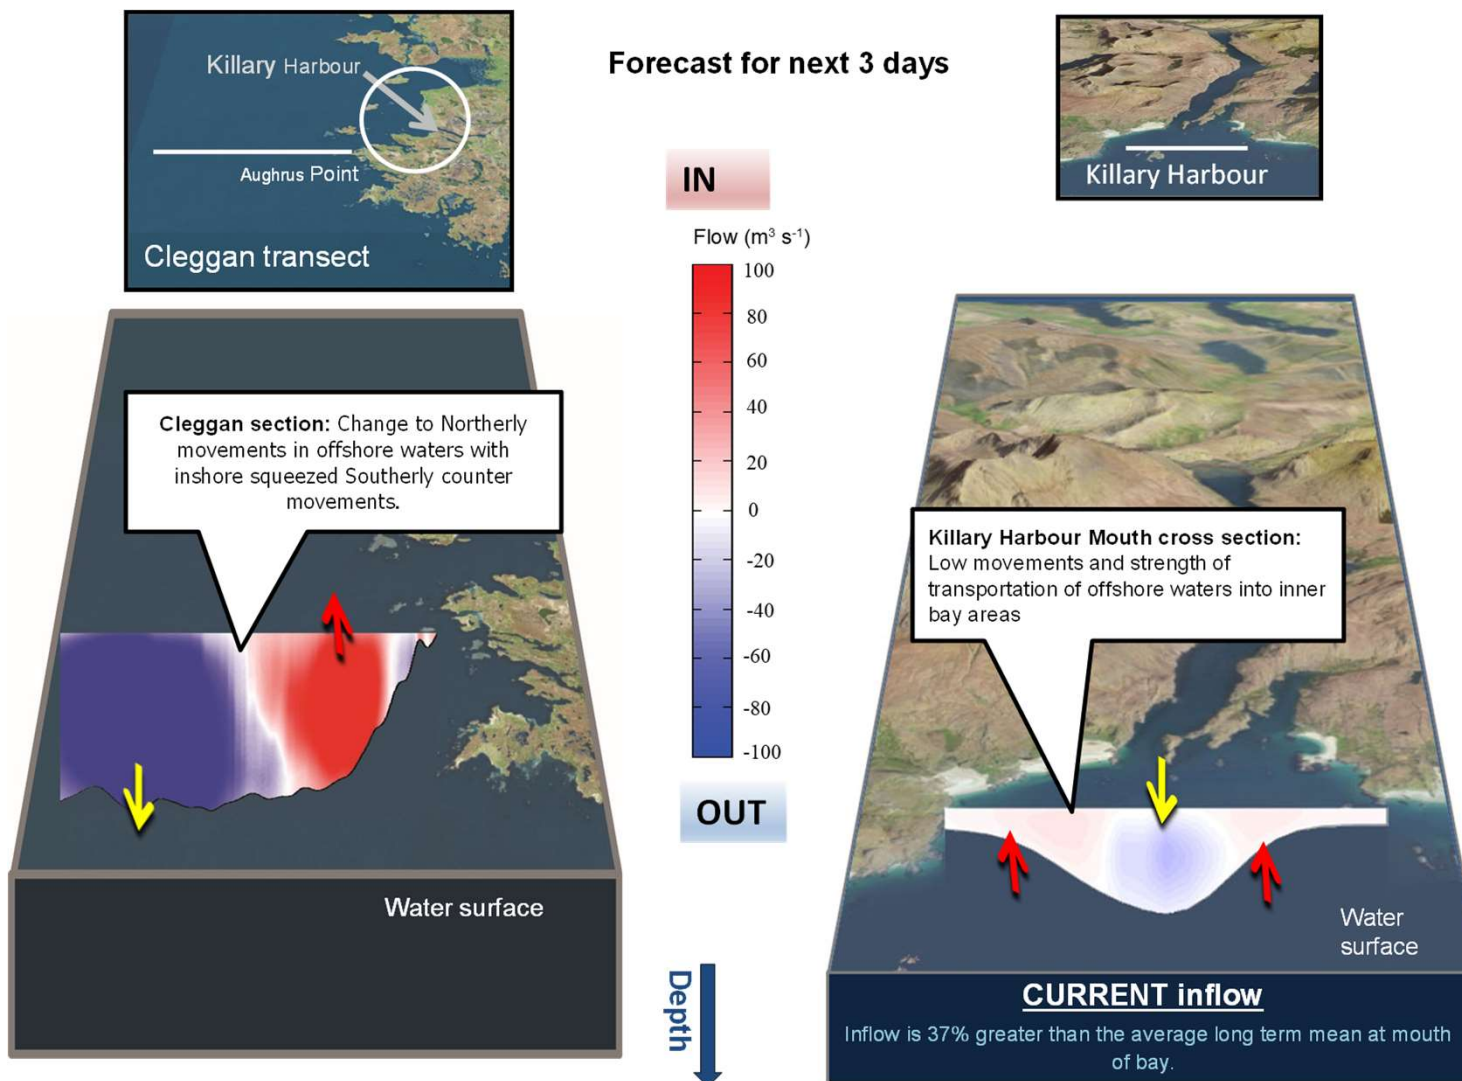 Killary Harbour
Aughrus Point
Cleggan transect
Forecast for next 3 days
Killary Harbour
IN
Flow (m³ s⁻¹)
100
80
60
40
20
0
-20
-40
-60
-80
-100
OUT
Cleggan section: Change to Northerly
movements in offshore waters with
inshore squeezed Southerly counter
movements.
Water surface
Depth
Killary Harbour Mouth cross section:
Low movements and strength of
transportation of offshore waters into inner
bay areas
Water
surface
CURRENT inflow
Inflow is 37% greater than the average long term mean at mouth
of bay.